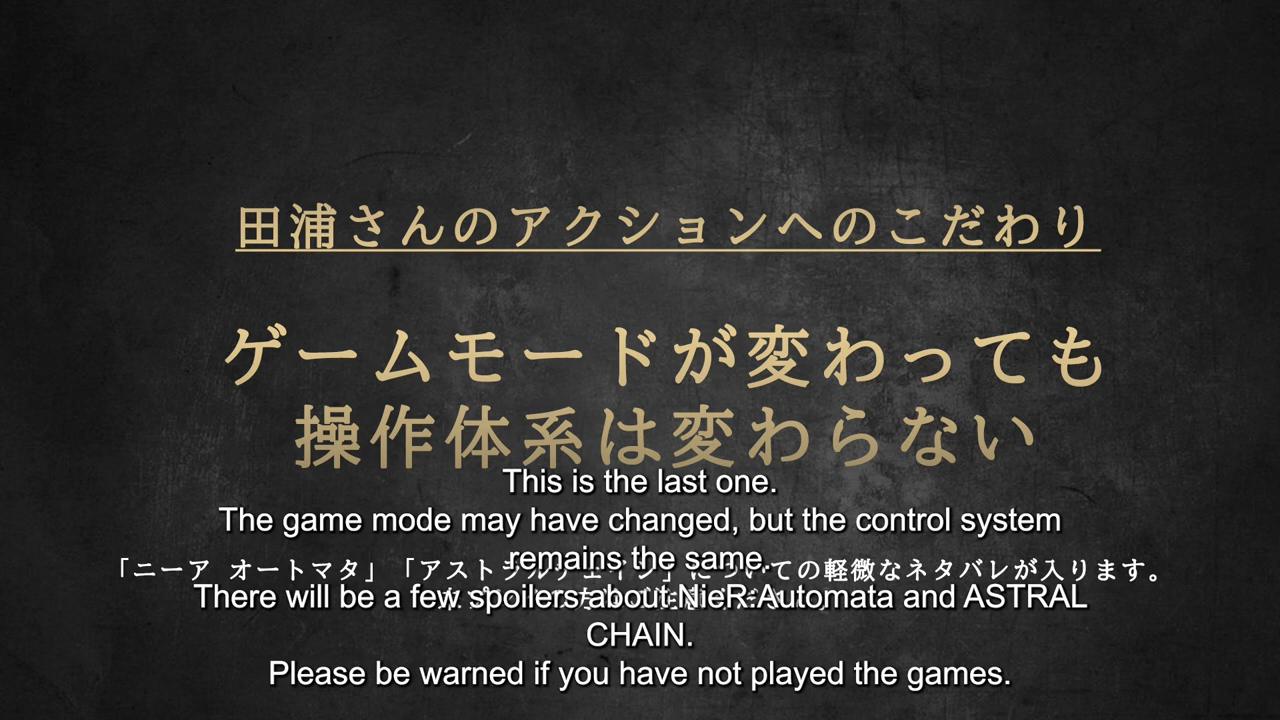 田浦さんのアクションへのこだわり
ゲームモードが変わっても
操作体系は変わらない
This is the last one.
The game mode may have changed, but the control system
remains the same.
「ニーア オートマタ」「アストラルチェイン」についての軽微なネタバレが入ります。
There will be a few spoilers about NieR:Automata and ASTRAL
CHAIN.
Please be warned if you have not played the games.